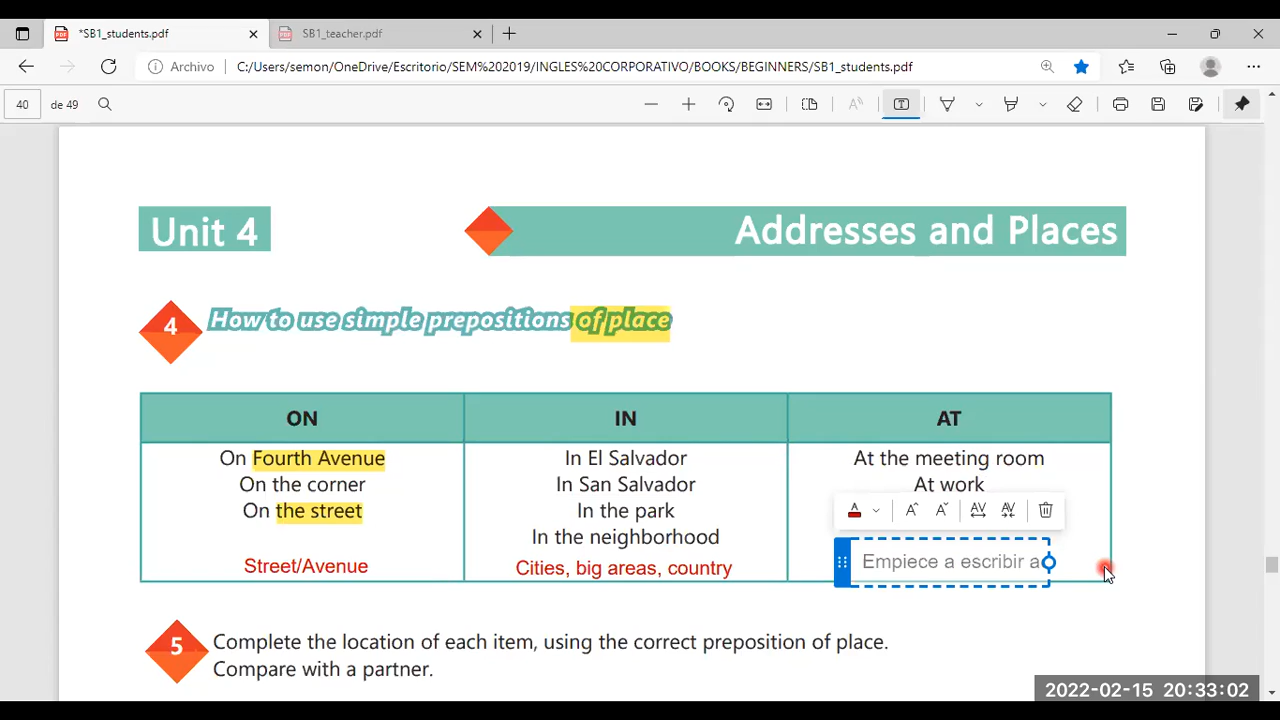 *SB1_students.pdf
SB1_teacher.pdf
Archivo
C:/Users/semon/OneDrive/Escritorio/SEM%202019/INGLES%20CORPORATIVO/BOOKS/BEGINNERS/SB1_students.pdf
40 de 49
Unit 4
Addresses and Places
4
How to use simple prepositions of place
ON
IN
AT
On Fourth Avenue
On the corner
On the street
Street/Avenue
In El Salvador
In San Salvador
In the park
In the neighborhood
Cities, big areas, country
At the meeting room
At work
Empiece a escribir a
5
Complete the location of each item, using the correct preposition of place.
Compare with a partner.
2022-02-15 20:33:02